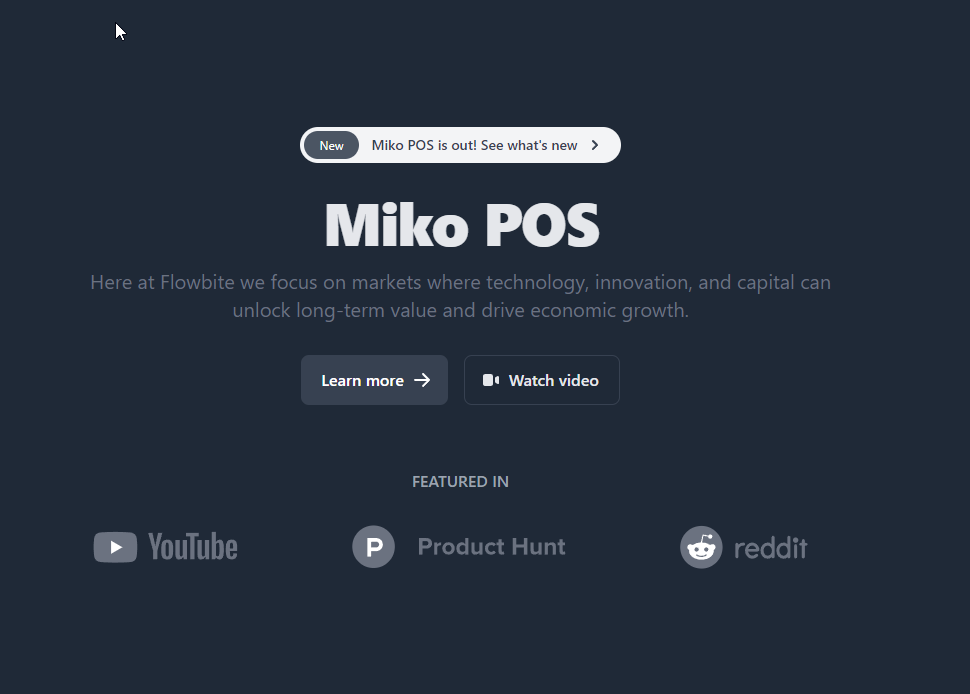 New Miko POS is out! See what's new
Miko POS
Here at Flowbite we focus on markets where technology, innovation, and capital can
unlock long-term value and drive economic growth.
Learn more Watch video
FEATURED IN
YouTube P Product Hunt reddit